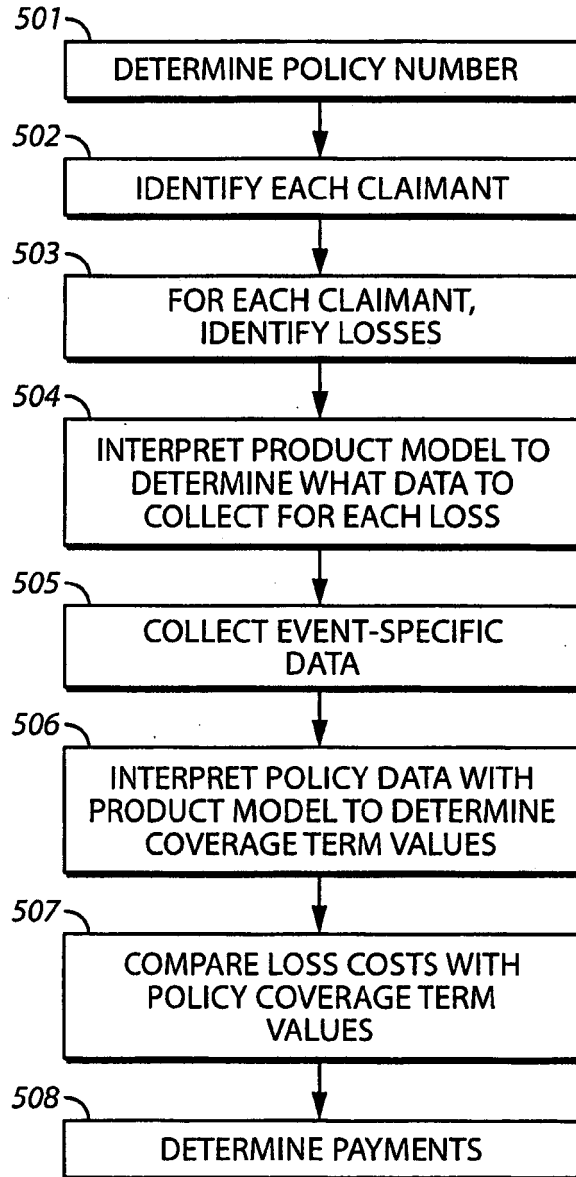 501
DETERMINE POLICY NUMBER
502
IDENTIFY EACH CLAIMANT
503
FOR EACH CLAIMANT,
IDENTIFY LOSSES
504
INTERPRET PRODUCT MODEL TO
DETERMINE WHAT DATA TO
COLLECT FOR EACH LOSS
505
COLLECT EVENT-SPECIFIC
DATA
506
INTERPRET POLICY DATA WITH
PRODUCT MODEL TO DETERMINE
COVERAGE TERM VALUES
507
COMPARE LOSS COSTS WITH
POLICY COVERAGE TERM
VALUES
508
DETERMINE PAYMENTS